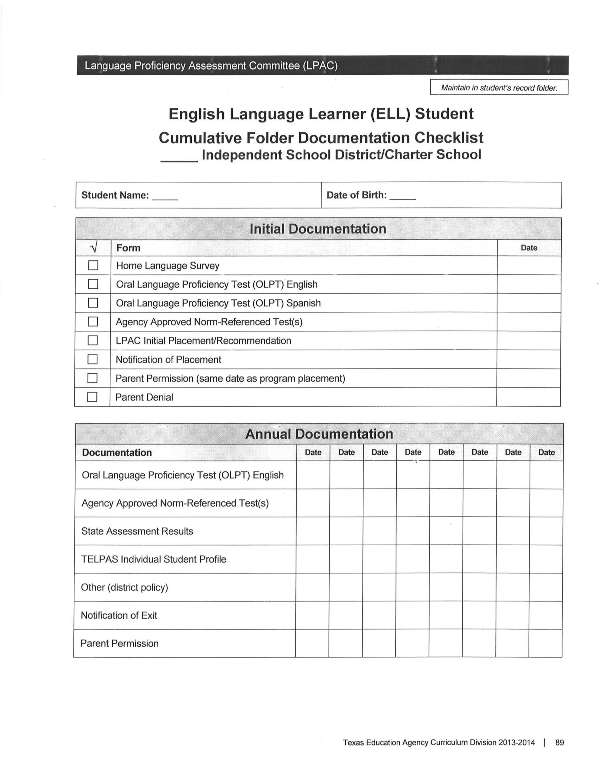 Language Proficiency Assessment Committee (LPAC)
Maintain in student's record folder.
English Language Learner (ELL) Student
Cumulative Folder Documentation Checklist
_____ Independent School District/Charter School
Student Name: _____ Date of Birth: _____
Initial Documentation
√ Form Date
Home Language Survey
Oral Language Proficiency Test (OLPT) English
Oral Language Proficiency Test (OLPT) Spanish
Agency Approved Norm-Referenced Test(s)
LPAC Initial Placement/Recommendation
Notification of Placement
Parent Permission (same date as program placement)
Parent Denial
Annual Documentation
Documentation Date Date Date Date Date Date Date Date
Oral Language Proficiency Test (OLPT) English
Agency Approved Norm-Referenced Test(s)
State Assessment Results
TELPAS Individual Student Profile
Other (district policy)
Notification of Exit
Parent Permission
Texas Education Agency Curriculum Division 2013-2014 | 89